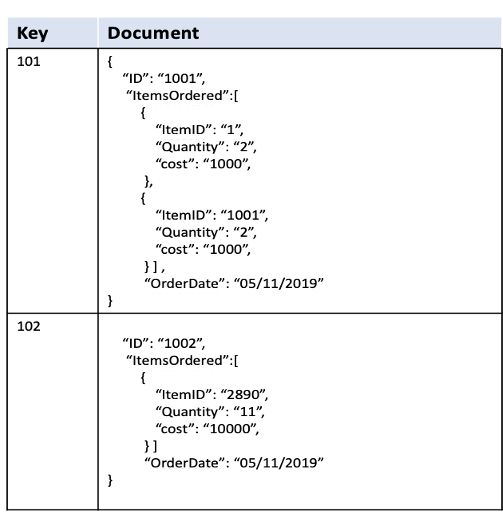 Key Document
101 {
“ID”: “1001”,
“ItemsOrdered”:[
{
“ItemID”: “1”,
“Quantity”: “2”,
“cost”: “1000”,
},
{
“ItemID”: “1001”,
“Quantity”: “2”,
“cost”: “1000”,
}],
“OrderDate”: “05/11/2019”
}
102
“ID”: “1002”,
“ItemsOrdered”:[
{
“ItemID”: “2890”,
“Quantity”: “11”,
“cost”: “10000”,
}]
“OrderDate”: “05/11/2019”
}